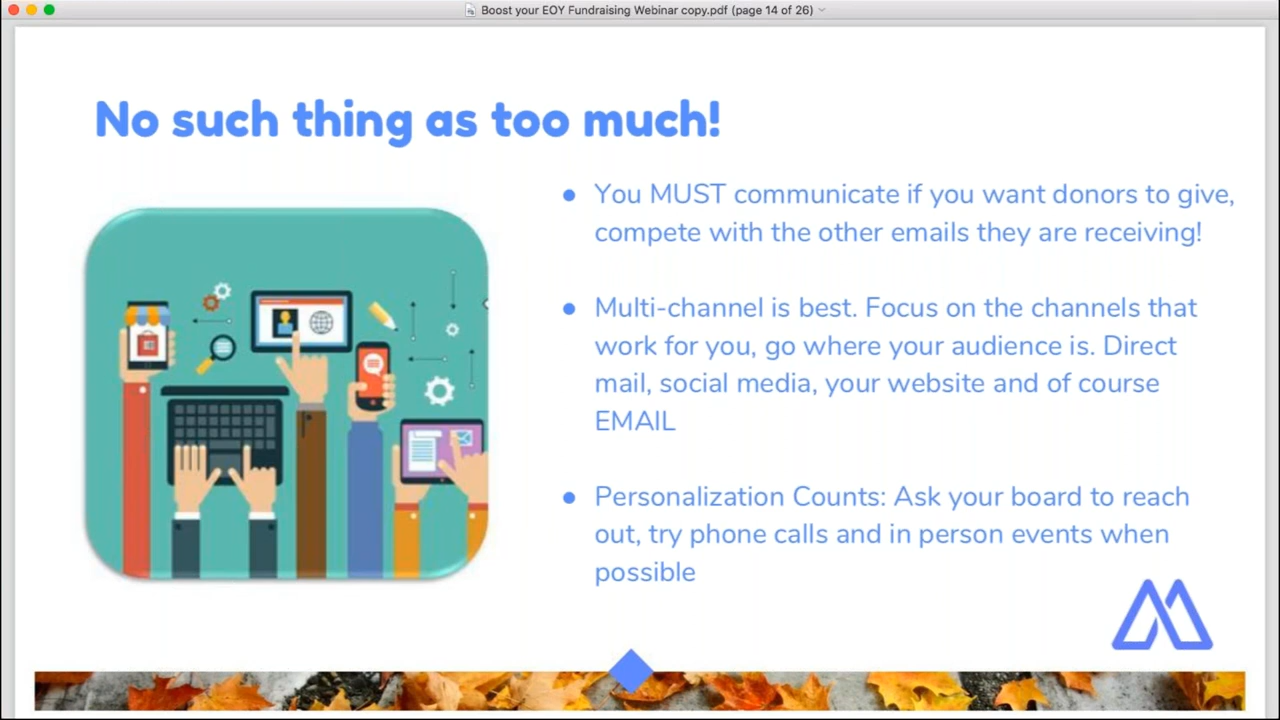 Boost your EOY Fundraising Webinar copy.pdf (page 14 of 26)
No such thing as too much!
● You MUST communicate if you want donors to give,
compete with the other emails they are receiving!
● Multi-channel is best. Focus on the channels that
work for you, go where your audience is. Direct
mail, social media, your website and of course
EMAIL
● Personalization Counts: Ask your board to reach
out, try phone calls and in person events when
possible